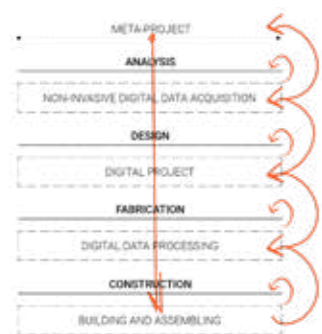 META-PROJECT
ANALYSIS
NON-INVASIVE DIGITAL DATA ACQUISITION
DESIGN
DIGITAL PROJECT
FABRICATION
DIGITAL DATA PROCESSING
CONSTRUCTION
BUILDING AND ASSEMBLING